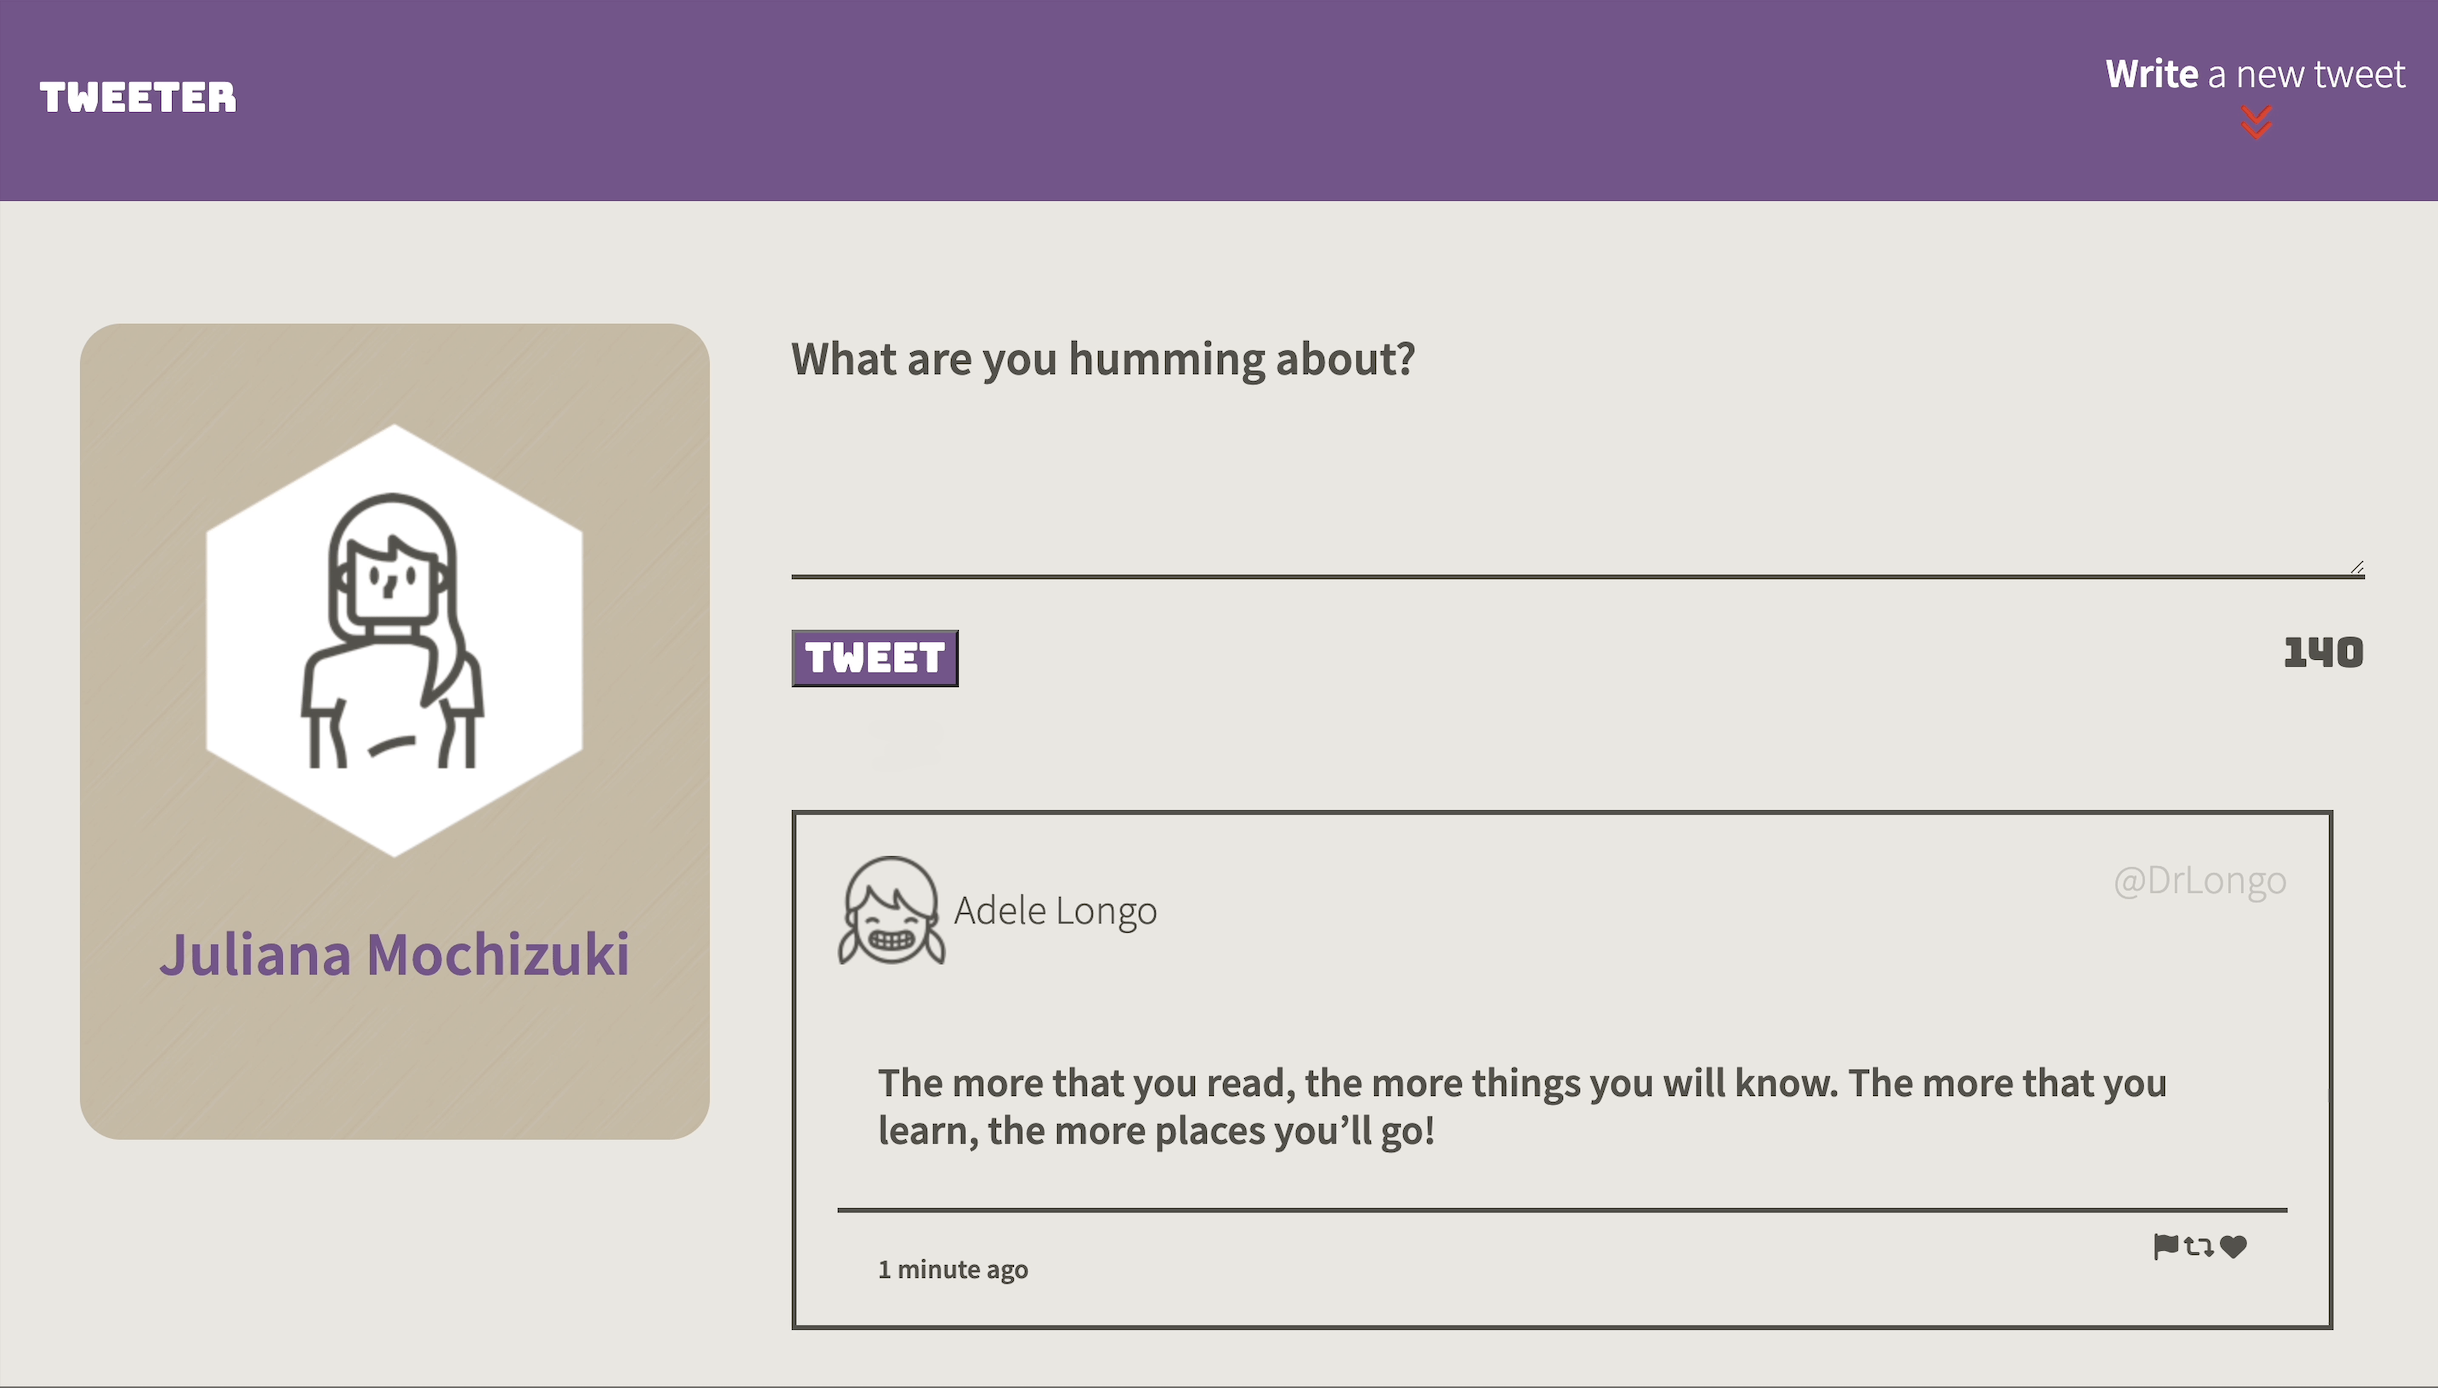 TWEETER
Write a new tweet
What are you humming about?
TWEET
140
Juliana Mochizuki
Adele Longo
@DrLongo
The more that you read, the more things you will know. The more that you
learn, the more places you’ll go!
1 minute ago